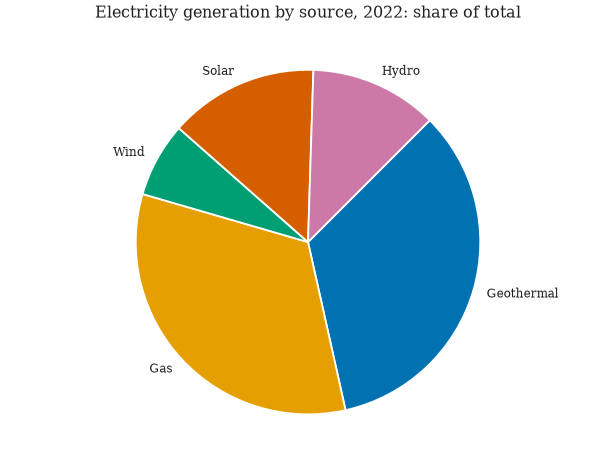 Electricity generation by source, 2022: share of total
Solar
Hydro
Wind
Geothermal
Gas